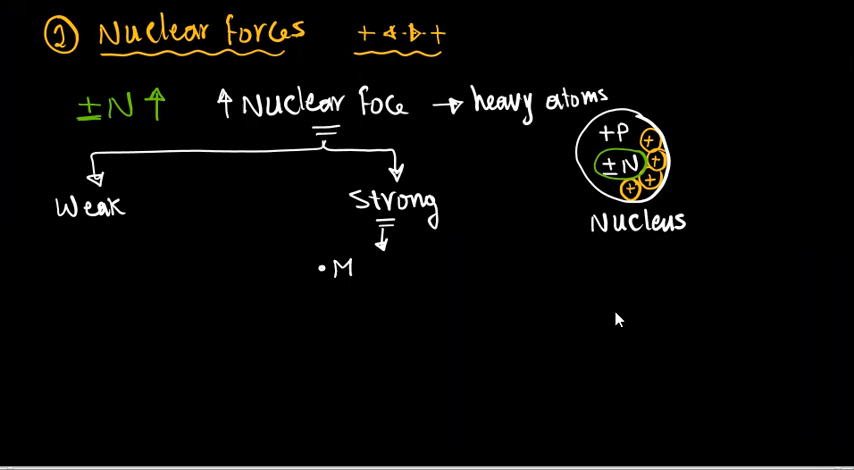 ② Nuclear forces + ◁·▷ +
±N ↑ ↑ Nuclear foce → heavy atoms
+P
±N
+
+
+
+
Weak Strong
Nucleus
• M